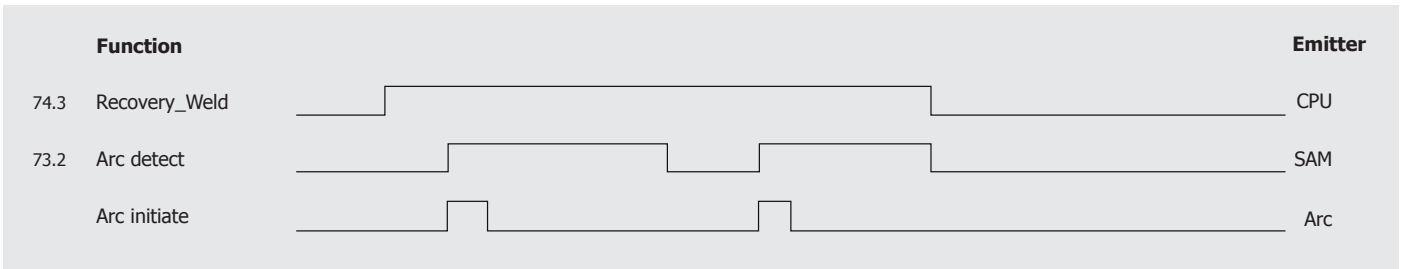 Function Emitter
74.3 Recovery_Weld CPU
73.2 Arc detect SAM
Arc initiate Arc